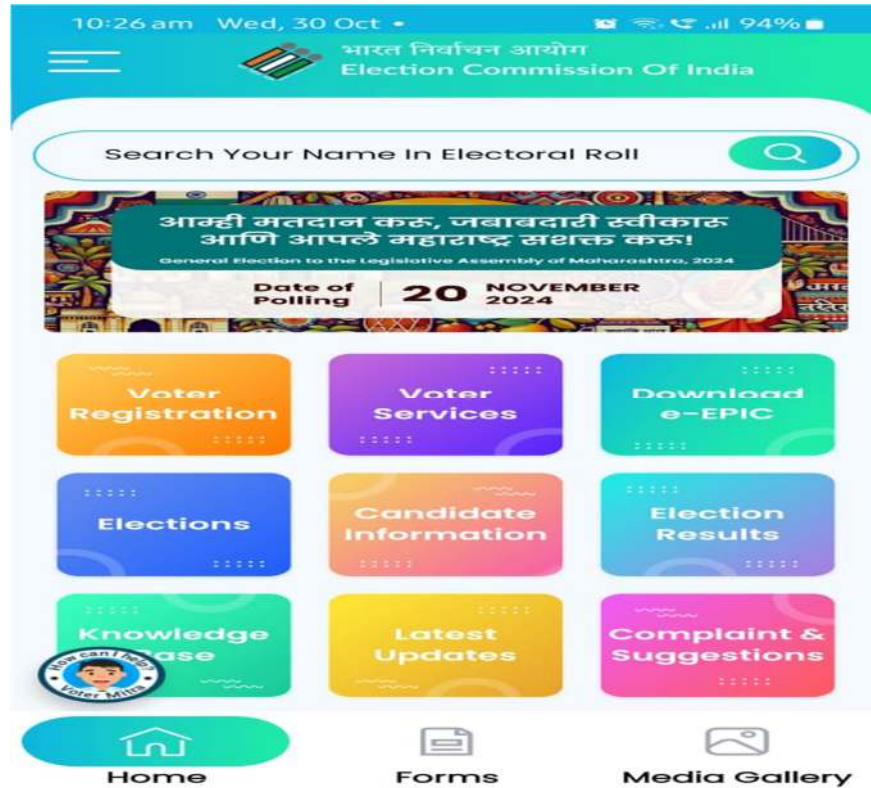 10:26 am Wed, 30 Oct • 94%
भारत निर्वाचन आयोग
Election Commission Of India
Search Your Name In Electoral Roll
आम्ही मतदान करू, जबाबदारी स्वीकारू
आणि आपले महाराष्ट्र सशक्त करू!
General Election to the Legislative Assembly of Maharashtra, 2024
Date of
Polling
20 NOVEMBER
2024
Voter
Registration
Voter
Services
Download
e-EPIC
Elections
Candidate
Information
Election
Results
Knowledge
Base
Latest
Updates
Complaint &
Suggestions
How can I help?
Voter Mitra
Home
Forms
Media Gallery